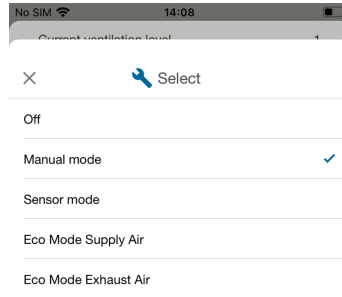 No SIM 14:08
Current ventilation level 1
Select
Off
Manual mode
Sensor mode
Eco Mode Supply Air
Eco Mode Exhaust Air